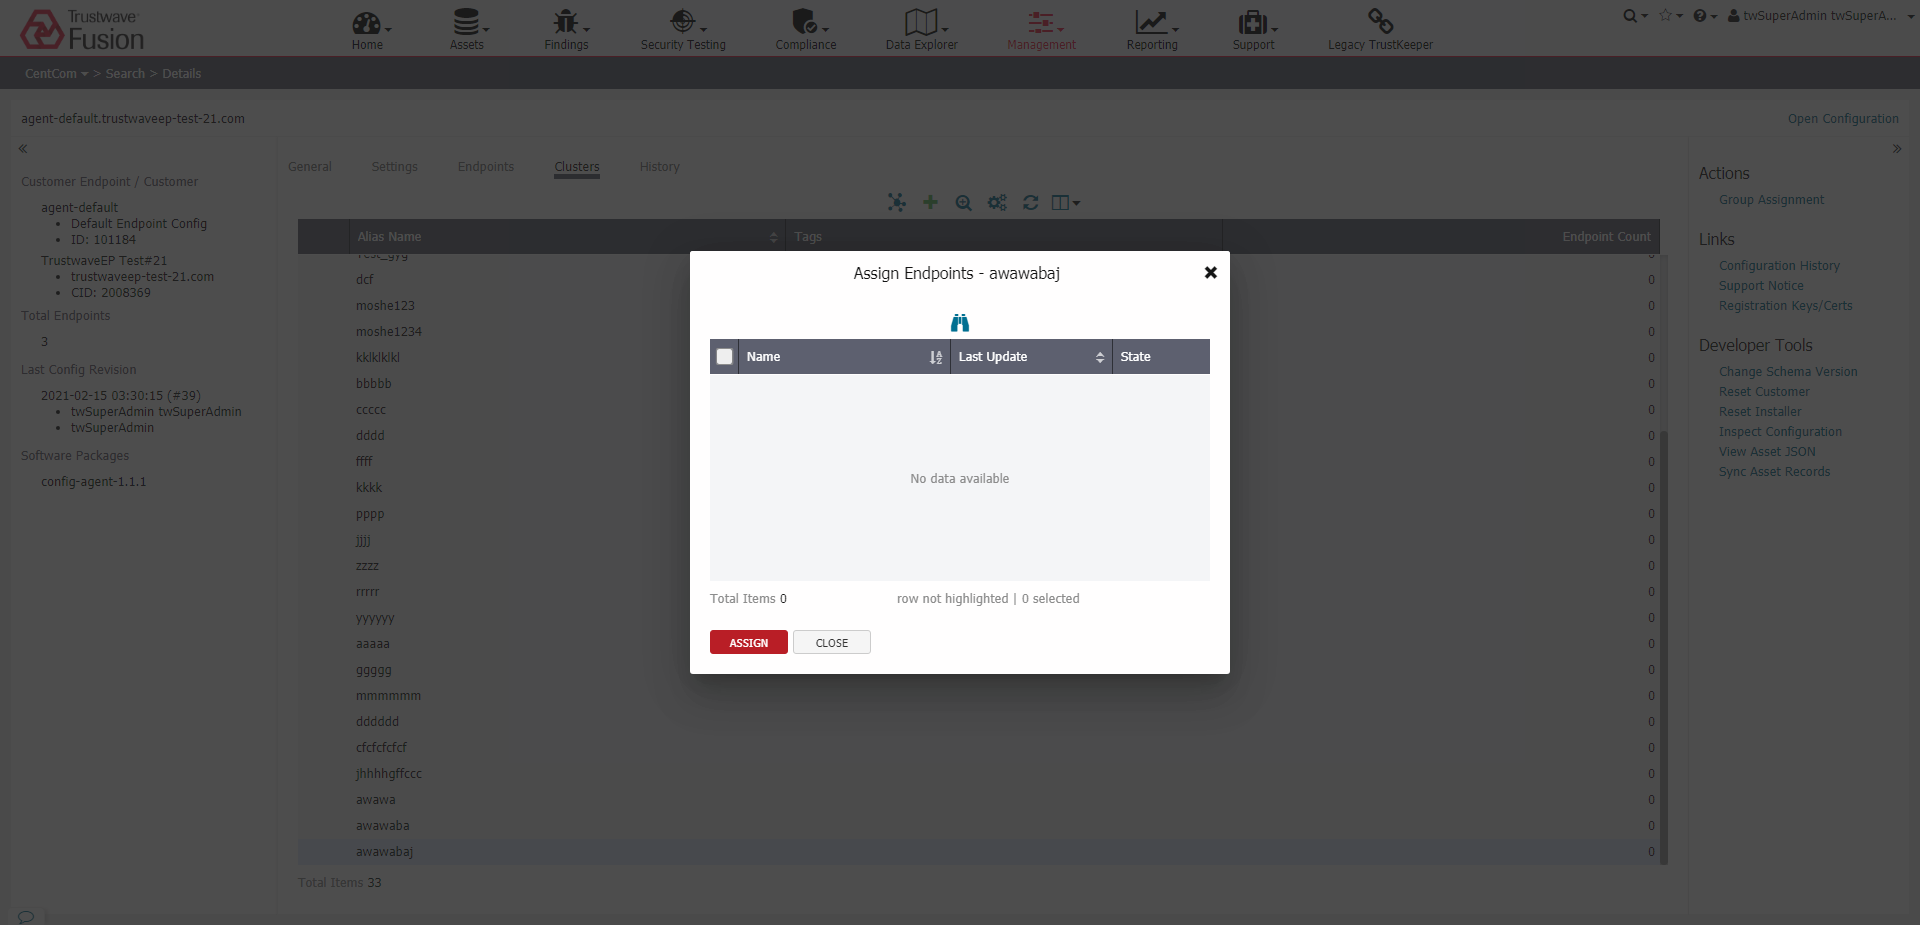 Trustwave
Fusion
Home
Assets
Findings
Security Testing
Compliance
Data Explorer
Management
Reporting
Support
Legacy TrustKeeper
twSuperAdmin twSuperA...
CentCom > Search > Details
agent-default.trustwaveep-test-21.com
Open Configuration
«
Customer Endpoint / Customer
agent-default
• Default Endpoint Config
• ID: 101184
TrustwaveEP Test#21
• trustwaveep-test-21.com
• CID: 2008369
Total Endpoints
3
Last Config Revision
2021-02-15 03:30:15 (#39)
• twSuperAdmin twSuperAdmin
• twSuperAdmin
Software Packages
config-agent-1.1.1
General Settings Endpoints Clusters History
Alias Name Tags Endpoint Count
Test_gyg 0
dcf 0
moshe123 0
moshe1234 0
kklklklkl 0
bbbbb 0
ccccc 0
dddd 0
ffff 0
kkkk 0
pppp 0
jjjj 0
zzzz 0
rrrrr 0
yyyyyy 0
aaaaa 0
ggggg 0
mmmmmm 0
dddddd 0
cfcfcfcfcf 0
jhhhhgffccc 0
awawa 0
awawaba 0
awawabaj 0
Total Items 33
Assign Endpoints - awawabaj
Name Last Update State
No data available
Total Items 0 row not highlighted | 0 selected
ASSIGN CLOSE
»
Actions
Group Assignment
Links
Configuration History
Support Notice
Registration Keys/Certs
Developer Tools
Change Schema Version
Reset Customer
Reset Installer
Inspect Configuration
View Asset JSON
Sync Asset Records